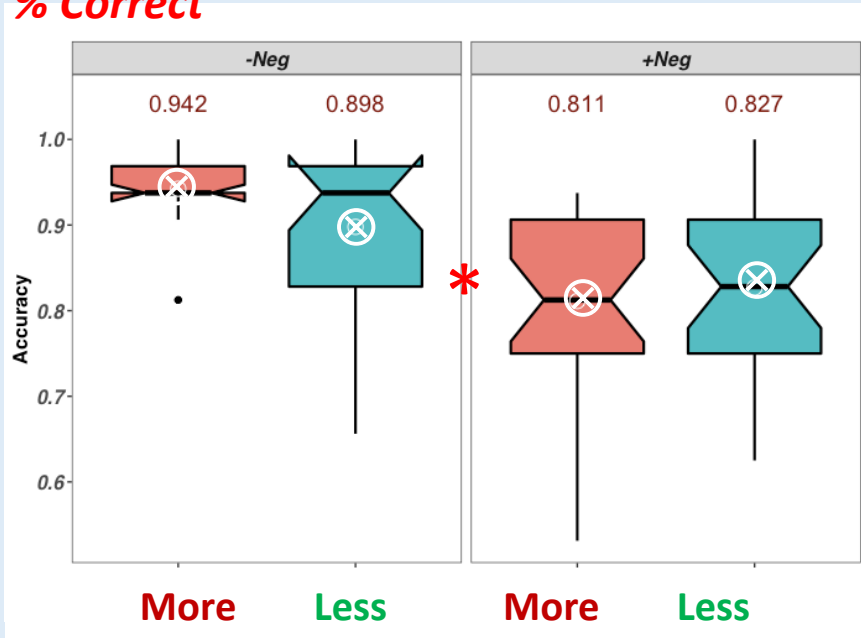 % Correct
-Neg
+Neg
0.942
0.898
0.811
0.827
1.0
0.9
0.8
0.7
0.6
Accuracy
*
More
Less
More
Less